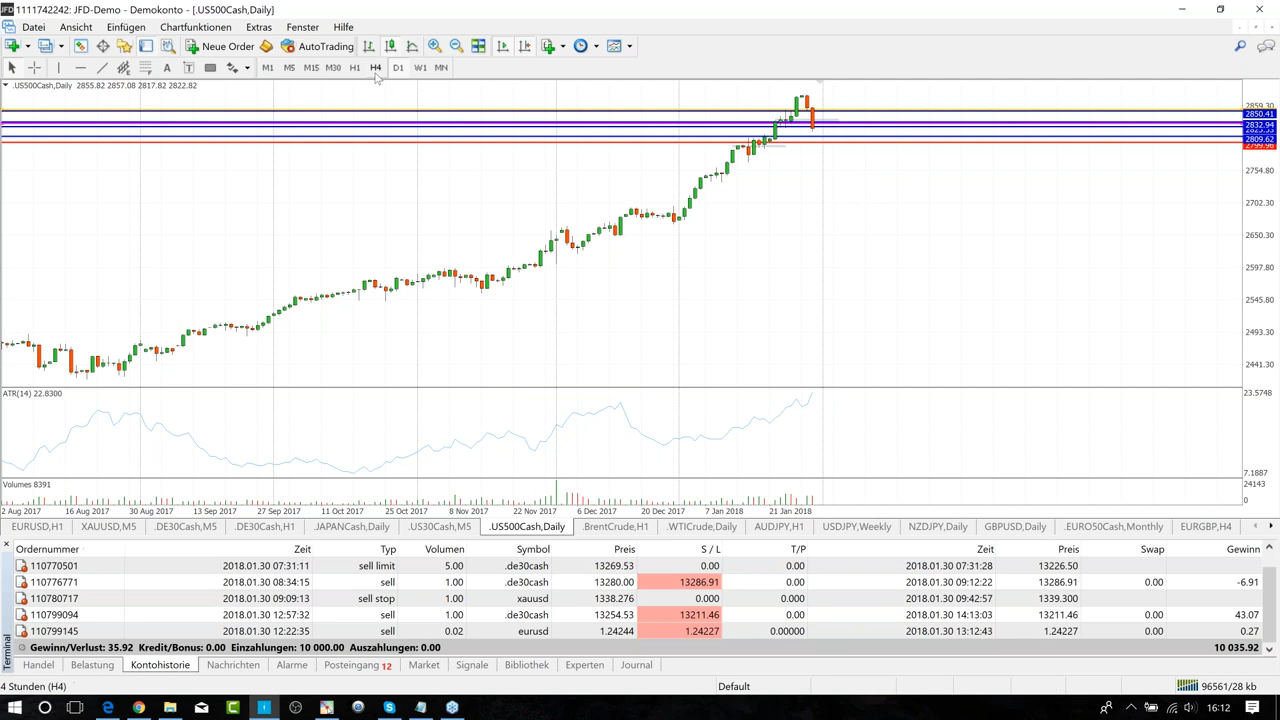 1111742242: JFD-Demo - Demokonto - [.US500Cash,Daily]
Datei Ansicht Einfügen Chartfunktionen Extras Fenster Hilfe
New Order AutoTrading
A T M1 M5 M15 M30 H1 H4 D1 W1 MN
.US500Cash,Daily 2855.82 2857.08 2817.82 2822.82
2859.30
2850.41
2832.94
2809.62
2754.80
2702.30
2650.30
2597.80
2545.80
2493.30
2441.30
ATR(14) 22.8300
23.5748
7.1887
Volumes 8391
24143
0
2 Aug 2017 16 Aug 2017 30 Aug 2017 13 Sep 2017 27 Sep 2017 11 Oct 2017 25 Oct 2017 8 Nov 2017 22 Nov 2017 6 Dec 2017 20 Dec 2017 7 Jan 2018 21 Jan 2018
EURUSD,H1 XAUUSD,M5 .DE30Cash,M5 .DE30Cash,H1 .JAPANCash,Daily .US30Cash,M5 .US500Cash,Daily .BrentCrude,H1 .WTICrude,Daily AUDJPY,H1 USDJPY,Weekly NZDJPY,Daily GBPUSD,Daily .EURO50Cash,Monthly EURGBP,H4
Ordernummer Zeit Typ Volumen Symbol Preis S / L T/P Zeit Preis Swap Gewinn
110770501 2018.01.30 07:31:11 sell limit 5.00 .de30cash 13269.53 0.00 0.00 2018.01.30 07:31:28 13226.50
110776771 2018.01.30 08:34:15 sell 1.00 .de30cash 13280.00 13286.91 0.00 2018.01.30 09:12:22 13286.91 0.00 -6.91
110780717 2018.01.30 09:09:13 sell stop 1.00 xauusd 1338.276 0.000 0.000 2018.01.30 09:42:57 1339.300
110799094 2018.01.30 12:57:32 sell 1.00 .de30cash 13254.53 13211.46 0.00 2018.01.30 14:13:03 13211.46 0.00 43.07
110799145 2018.01.30 12:22:35 sell 0.02 eurusd 1.24244 1.24227 0.00000 2018.01.30 13:12:43 1.24227 0.00 0.27
Gewinn/Verlust: 35.92 Kredit/Bonus: 0.00 Einzahlungen: 10 000.00 Auszahlungen: 0.00 10 035.92
Terminal
Handel Belastung Kontohistorie Nachrichten Alarme Posteingang 12 Market Signale Bibliothek Experten Journal
4 Stunden (H4) Default 96561/28 kb
16:12